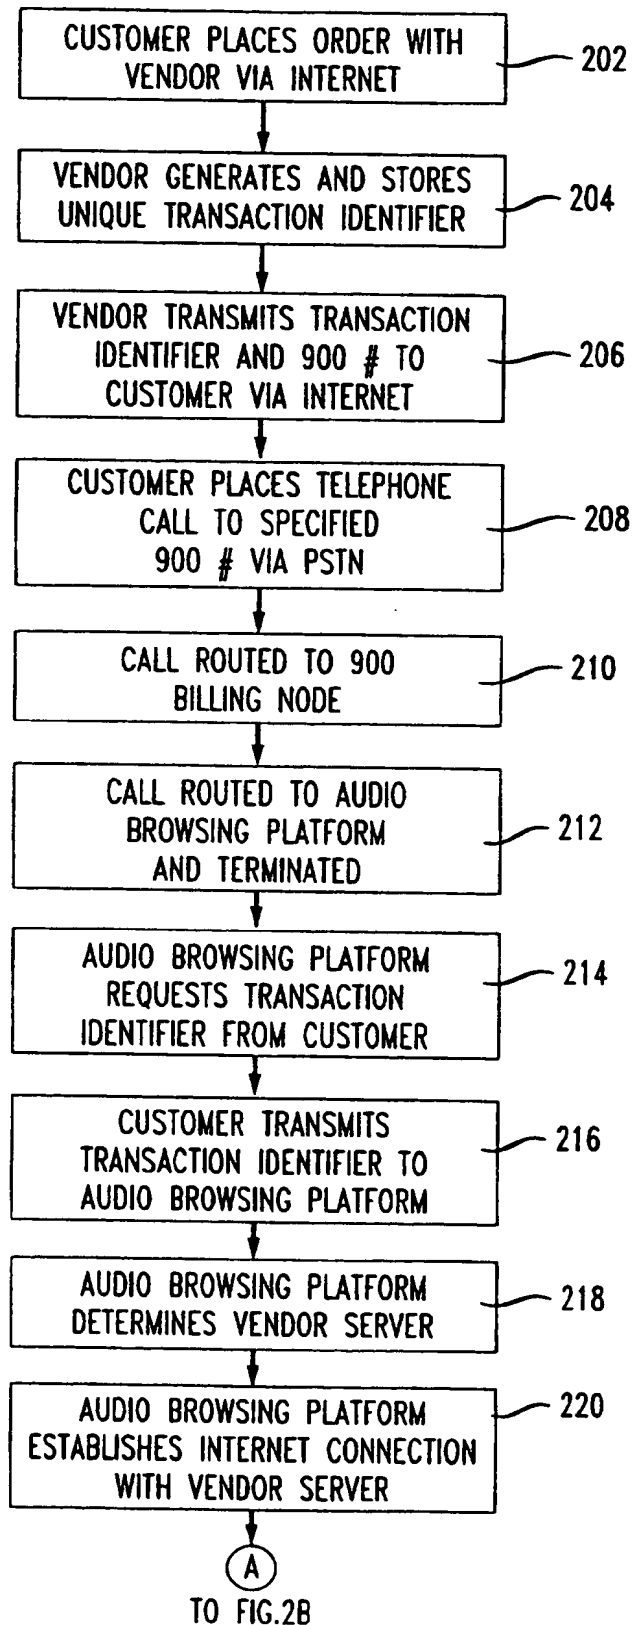 CUSTOMER PLACES ORDER WITH
VENDOR VIA INTERNET
202
VENDOR GENERATES AND STORES
UNIQUE TRANSACTION IDENTIFIER
204
VENDOR TRANSMITS TRANSACTION
IDENTIFIER AND 900 # TO
CUSTOMER VIA INTERNET
206
CUSTOMER PLACES TELEPHONE
CALL TO SPECIFIED
900 # VIA PSTN
208
CALL ROUTED TO 900
BILLING NODE
210
CALL ROUTED TO AUDIO
BROWSING PLATFORM
AND TERMINATED
212
AUDIO BROWSING PLATFORM
REQUESTS TRANSACTION
IDENTIFIER FROM CUSTOMER
214
CUSTOMER TRANSMITS
TRANSACTION IDENTIFIER TO
AUDIO BROWSING PLATFORM
216
AUDIO BROWSING PLATFORM
DETERMINES VENDOR SERVER
218
AUDIO BROWSING PLATFORM
ESTABLISHES INTERNET CONNECTION
WITH VENDOR SERVER
220
A
TO FIG.2B